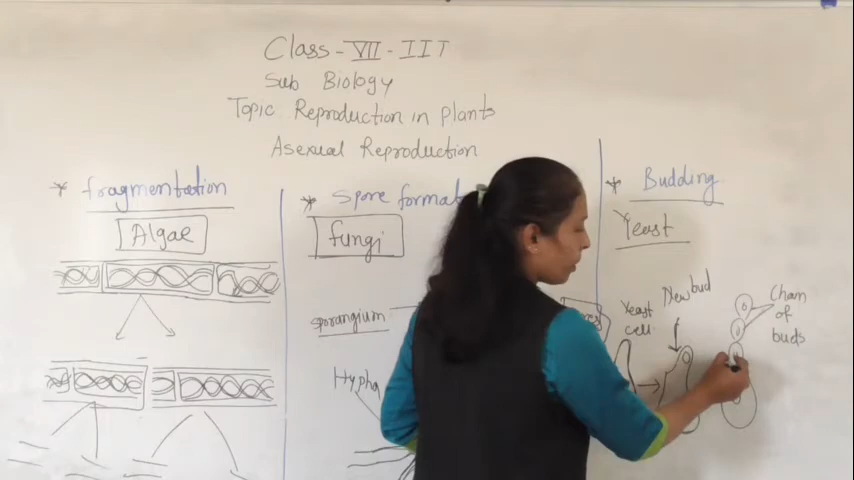 Class-VII-IIT
Sub Biology
Topic Reproduction in plants
Asexual Reproduction
* fragmentation
Algae
* Spore format
fungi
sporangium
Hypha
* Budding
Yeast
Yeast
cell
New bud
Chain
of
buds